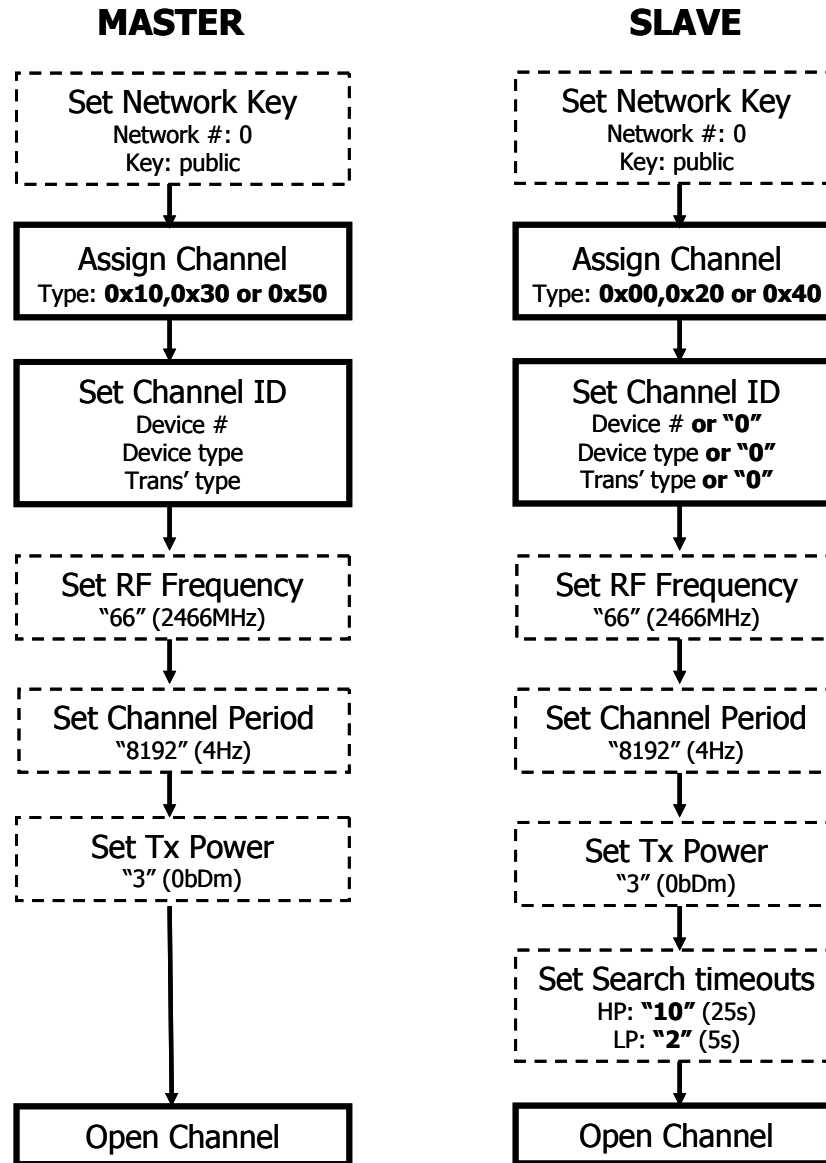 MASTER
Set Network Key
Network #: 0
Key: public
Assign Channel
Type: 0x10,0x30 or 0x50
Set Channel ID
Device #
Device type
Trans’ type
Set RF Frequency
“66” (2466MHz)
Set Channel Period
“8192” (4Hz)
Set Tx Power
“3” (0bDm)
Open Channel
SLAVE
Set Network Key
Network #: 0
Key: public
Assign Channel
Type: 0x00,0x20 or 0x40
Set Channel ID
Device # or “0”
Device type or “0”
Trans’ type or “0”
Set RF Frequency
“66” (2466MHz)
Set Channel Period
“8192” (4Hz)
Set Tx Power
“3” (0bDm)
Set Search timeouts
HP: “10” (25s)
LP: “2” (5s)
Open Channel